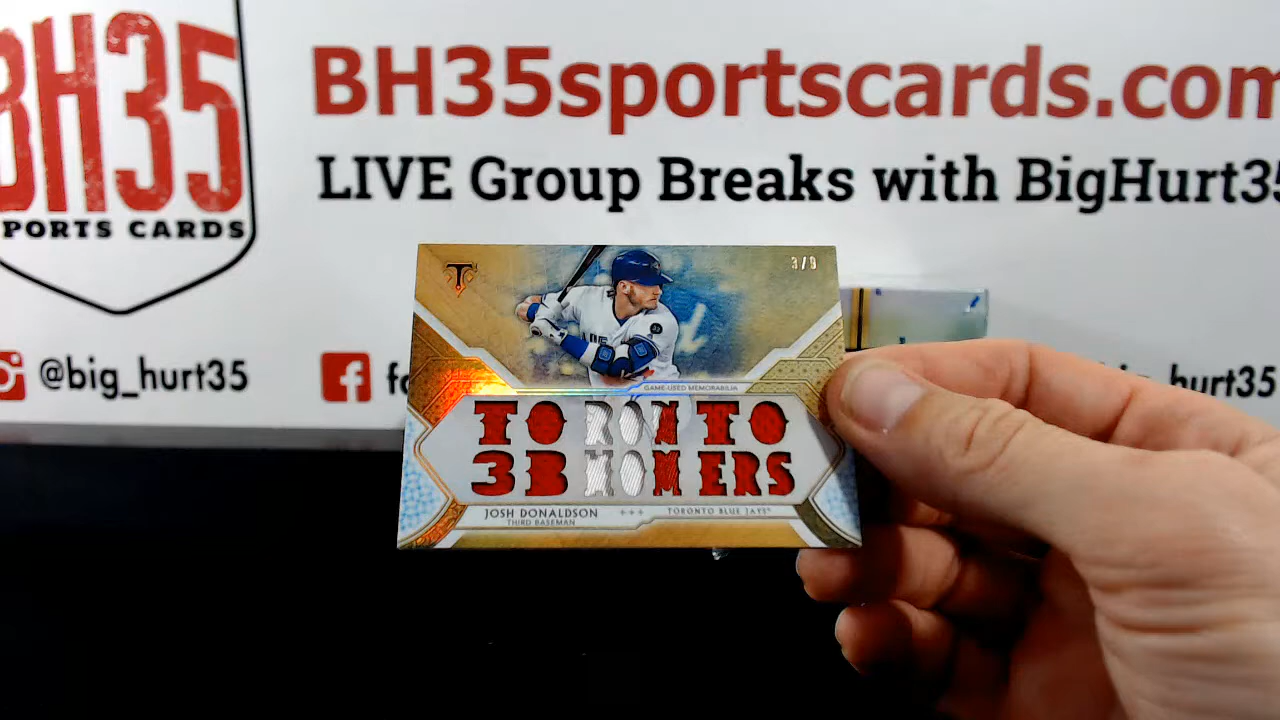 BH35
SPORTS CARDS
BH35sportscards.com
LIVE Group Breaks with BigHurt35
@big_hurt35
hurt35
3/9
GAME-USED MEMORABILIA
TORONTO
3B HOMERS
JOSH DONALDSON
THIRD BASEMAN
TORONTO BLUE JAYS